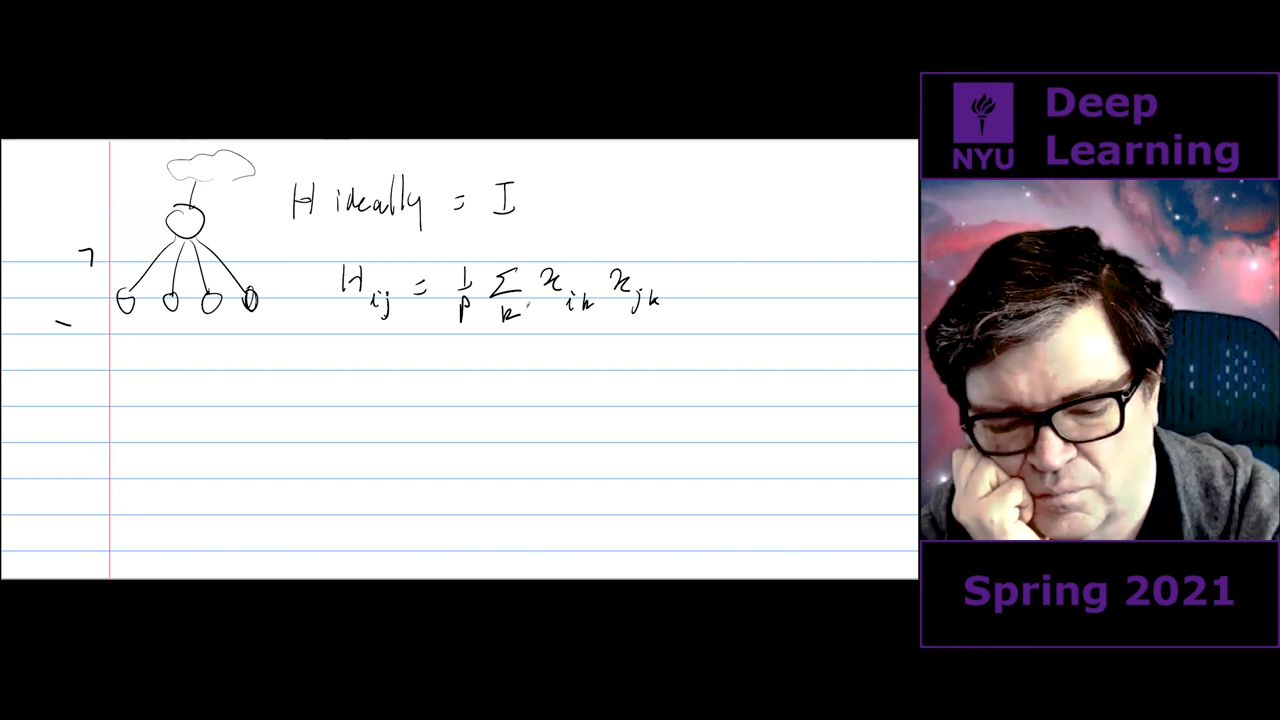 NYU
Deep
Learning
H ideally = I
H_ij = 1/p Σ_k x_ik x_jk
Spring 2021